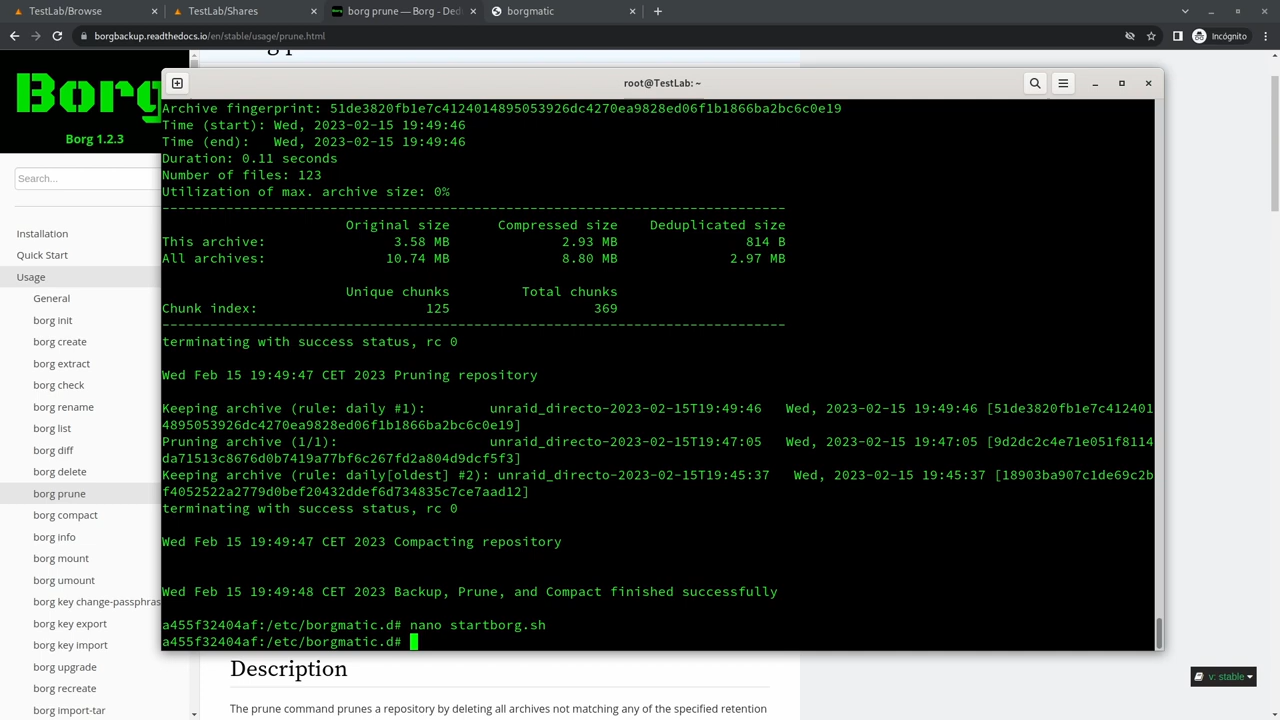 TestLab/Browse
TestLab/Shares
borg prune — Borg - Ded
borgmatic
borgbackup.readthedocs.io/en/stable/usage/prune.html
Incógnito
Borg
Borg 1.2.3
Search...
Installation
Quick Start
Usage
General
borg init
borg create
borg extract
borg check
borg rename
borg list
borg diff
borg delete
borg prune
borg compact
borg info
borg mount
borg umount
borg key change-passphras
borg key export
borg key import
borg upgrade
borg recreate
borg import-tar
root@TestLab: ~
Archive fingerprint: 51de3820fb1e7c4124014895053926dc4270ea9828ed06f1b1866ba2bc6c0e19
Time (start): Wed, 2023-02-15 19:49:46
Time (end):   Wed, 2023-02-15 19:49:46
Duration: 0.11 seconds
Number of files: 123
Utilization of max. archive size: 0%
------------------------------------------------------------------------------
Original size      Compressed size    Deduplicated size
This archive:                3.58 MB              2.93 MB                814 B
All archives:               10.74 MB              8.80 MB              2.97 MB
Unique chunks         Total chunks
Chunk index:                     125                  369
------------------------------------------------------------------------------
terminating with success status, rc 0
Wed Feb 15 19:49:47 CET 2023 Pruning repository
Keeping archive (rule: daily #1):        unraid_directo-2023-02-15T19:49:46   Wed, 2023-02-15 19:49:46 [51de3820fb1e7c412401
4895053926dc4270ea9828ed06f1b1866ba2bc6c0e19]
Pruning archive (1/1):                   unraid_directo-2023-02-15T19:47:05   Wed, 2023-02-15 19:47:05 [9d2dc2c4e71e051f8114
da71513c8676d0b7419a77bf6c267fd2a804d9dcf5f3]
Keeping archive (rule: daily[oldest] #2): unraid_directo-2023-02-15T19:45:37   Wed, 2023-02-15 19:45:37 [18903ba907c1de69c2b
f4052522a2779d0bef20432ddef6d734835c7ce7aad12]
terminating with success status, rc 0
Wed Feb 15 19:49:47 CET 2023 Compacting repository
Wed Feb 15 19:49:48 CET 2023 Backup, Prune, and Compact finished successfully
a455f32404af:/etc/borgmatic.d# nano startborg.sh
a455f32404af:/etc/borgmatic.d#
Description
The prune command prunes a repository by deleting all archives not matching any of the specified retention
v: stable